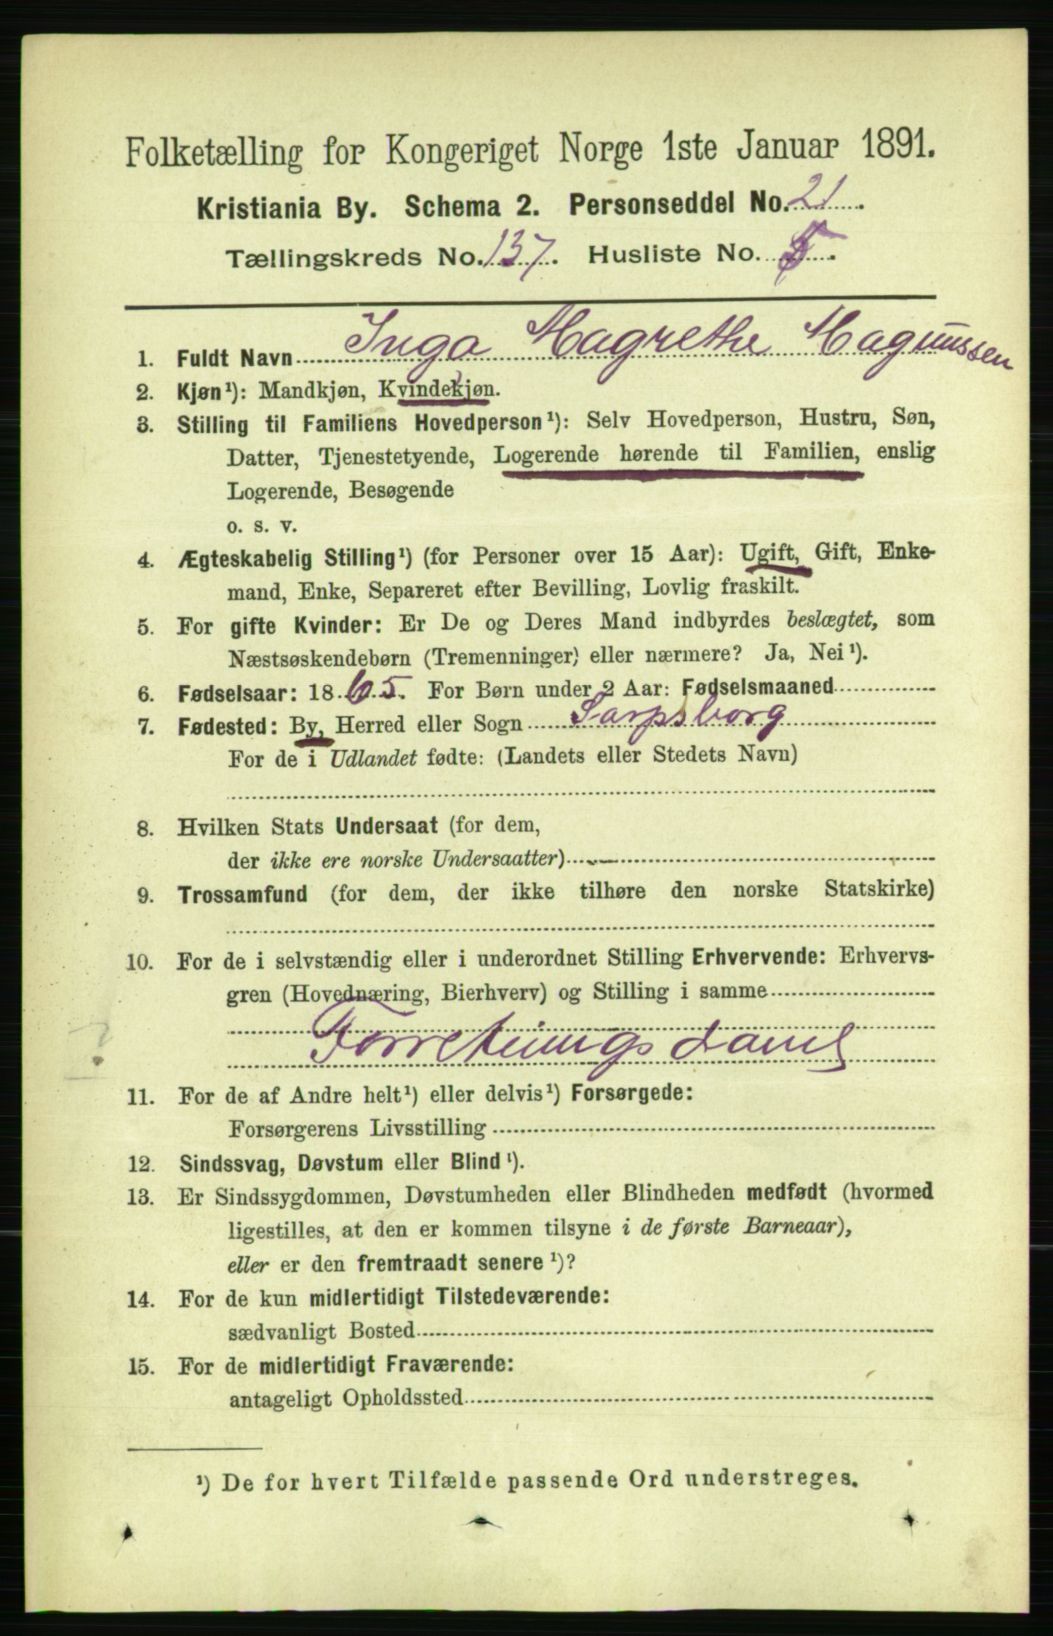 Folketælling for Kongeriget Norge 1ste Januar 1891.
Kristiania By. Schema 2. Personseddel No. 21.
Tællingskreds No. 137. Husliste No. 5.
1. Fuldt Navn Inga Magrethe Magnussen
2. Kjøn¹): Mandkjøn, Kvindekjøn.
3. Stilling til Familiens Hovedperson¹): Selv Hovedperson, Hustru, Søn,
Datter, Tjenestetyende, Logerende hørende til Familien, enslig
Logerende, Besøgende
o. s. v.
4. Ægteskabelig Stilling¹) (for Personer over 15 Aar): Ugift, Gift, Enke-
mand, Enke, Separeret efter Bevilling, Lovlig fraskilt.
5. For gifte Kvinder: Er De og Deres Mand indbyrdes beslægtet, som
Næstsøskendebørn (Tremenninger) eller nærmere? Ja, Nei¹).
6. Fødselsaar: 1865. For Børn under 2 Aar: Fødselsmaaned
7. Fødested: By, Herred eller Sogn Sarpsborg
For de i Udlandet fødte: (Landets eller Stedets Navn)
8. Hvilken Stats Undersaat (for dem,
der ikke ere norske Undersaatter)
9. Trossamfund (for dem, der ikke tilhøre den norske Statskirke)
10. For de i selvstændig eller i underordnet Stilling Erhvervende: Erhvervs-
gren (Hovednæring, Bierhverv) og Stilling i samme
Forretnings dame
11. For de af Andre helt¹) eller delvis¹) Forsørgede:
Forsørgerens Livsstilling
12. Sindssvag, Døvstum eller Blind¹).
13. Er Sindssygdommen, Døvstumheden eller Blindheden medfødt (hvormed
ligestilles, at den er kommen tilsyne i de første Barneaar),
eller er den fremtraadt senere¹)?
14. For de kun midlertidigt Tilstedeværende:
sædvanligt Bosted
15. For de midlertidigt Fraværende:
antageligt Opholdssted
¹) De for hvert Tilfælde passende Ord understreges.